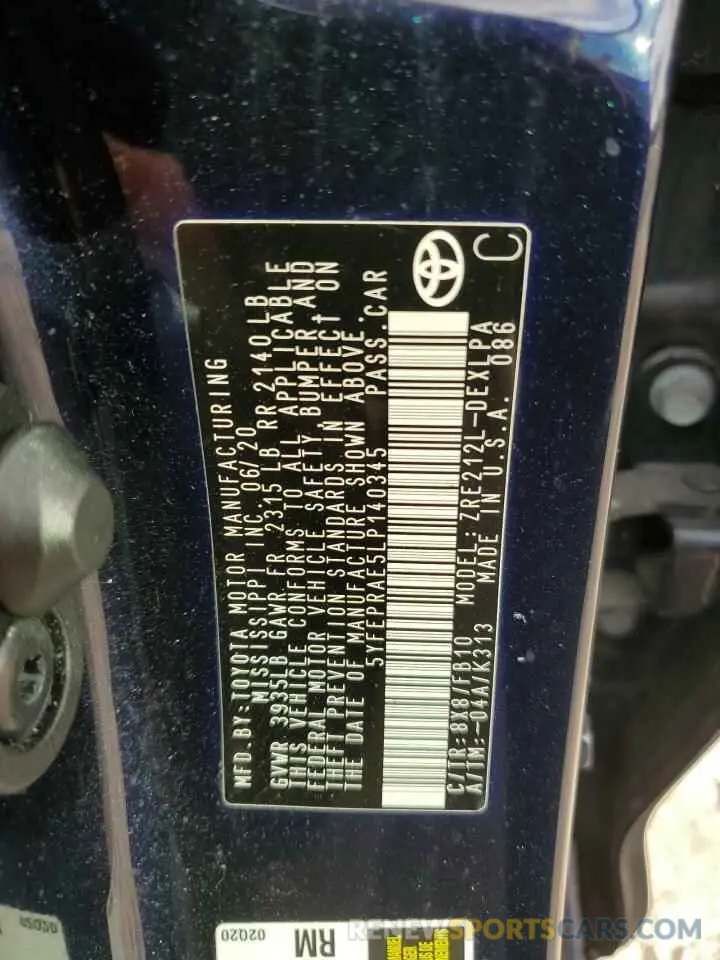 MFD.BY:TOYOTA MOTOR MANUFACTURING
MISSISSIPPI INC. 06/20
GVWR 3935LB GAWR FR 2315 LB RR 2140 LB
THIS VEHICLE CONFORMS TO ALL APPLICABLE
FEDERAL MOTOR VEHICLE SAFETY, BUMPER AND
THEFT PREVENTION STANDARDS IN EFFECT ON
THE DATE OF MANUFACTURE SHOWN ABOVE.
5YFEPRAE5LP140345 PASS.CAR
C/TR:8X8/FB10 MODEL:ZRE212L-DEXLPA
A/TM:-04A/K313 MADE IN U.S.A. 086
C
02Q20
RM
02Q20
RENEWSPORTSCARS.COM